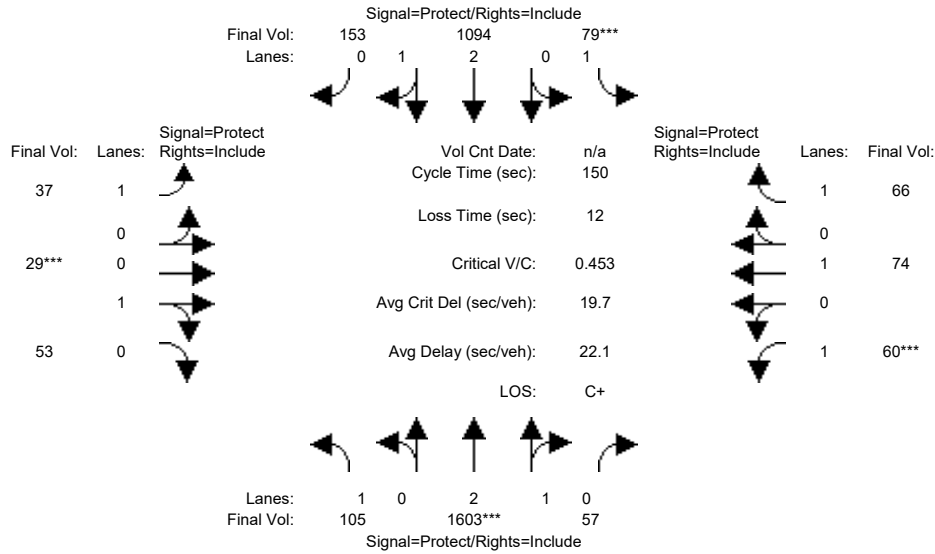 Signal=Protect/Rights=Include
Final Vol: 153 1094 79***
Lanes: 0 1 2 0 1
Signal=Protect Signal=Protect
Final Vol: Lanes: Rights=Include Vol Cnt Date: n/a Rights=Include Lanes: Final Vol:
Cycle Time (sec): 150
37 1 1 66
Loss Time (sec): 12
0 0
29*** 0 Critical V/C: 0.453 1 74
1 Avg Crit Del (sec/veh): 19.7 0
53 0 Avg Delay (sec/veh): 22.1 1 60***
LOS: C+
Lanes: 1 0 2 1 0
Final Vol: 105 1603*** 57
Signal=Protect/Rights=Include